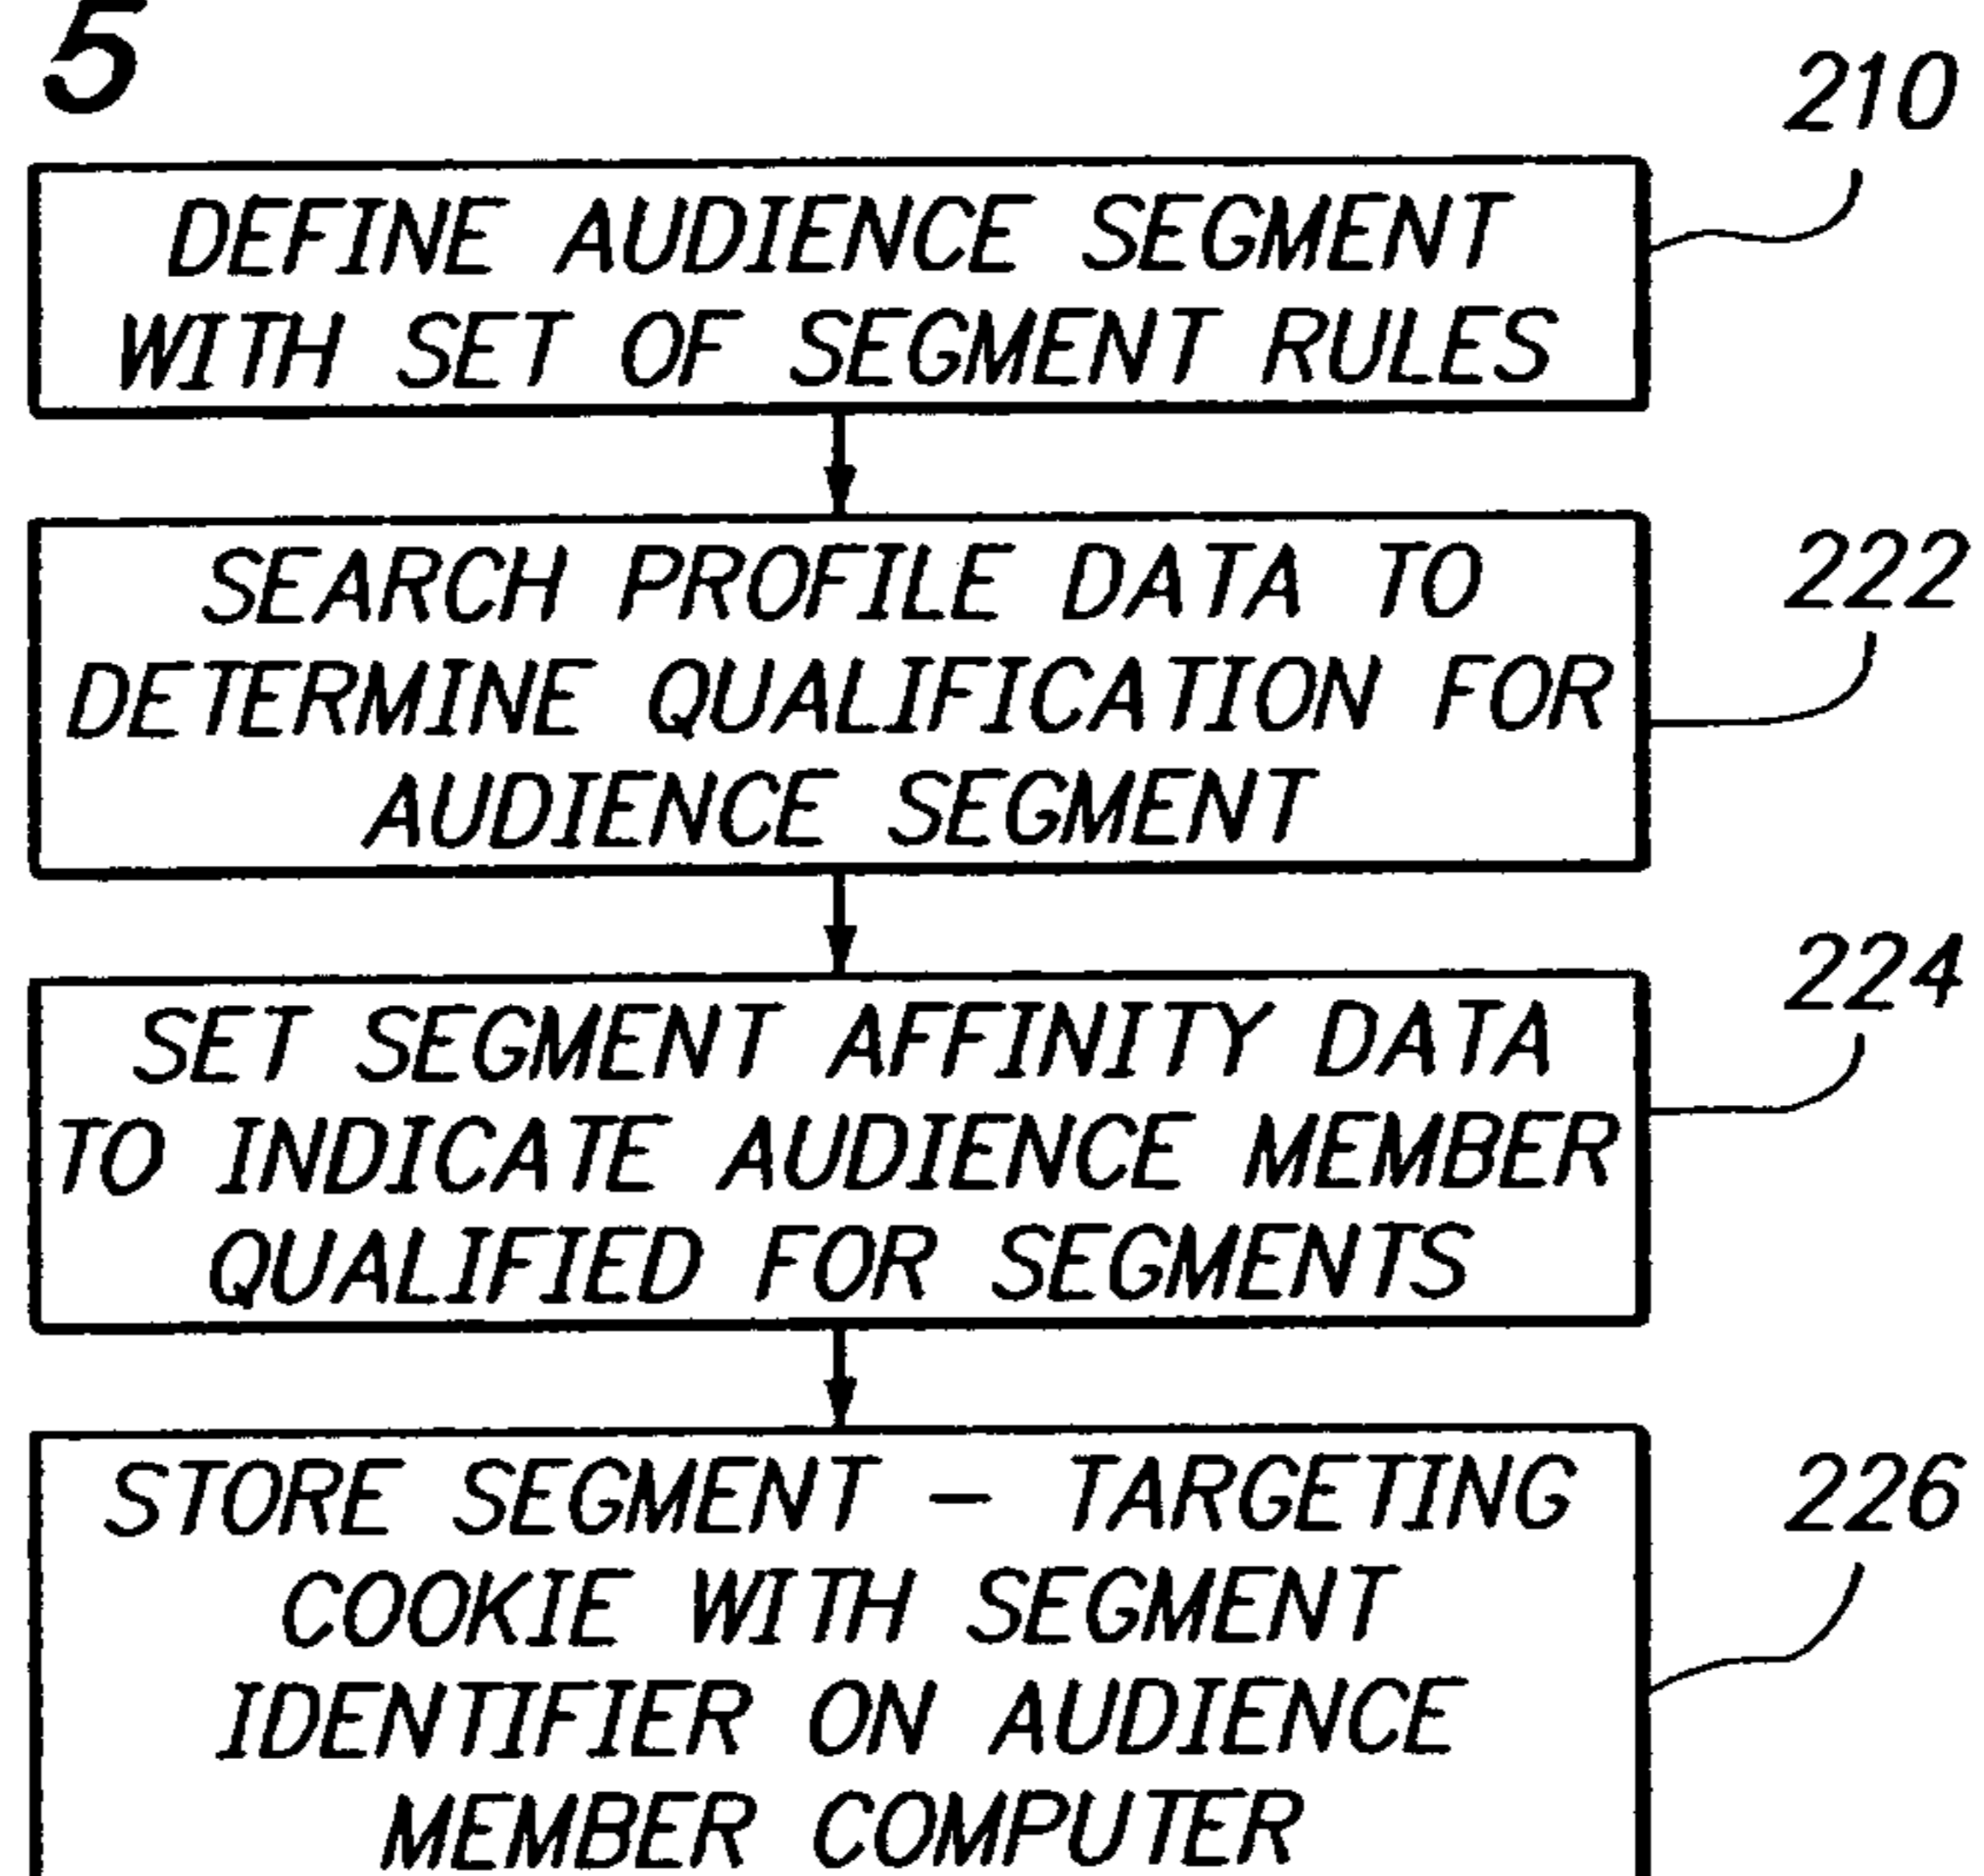 5
210
DEFINE AUDIENCE SEGMENT
WITH SET OF SEGMENT RULES
222
SEARCH PROFILE DATA TO
DETERMINE QUALIFICATION FOR
AUDIENCE SEGMENT
224
SET SEGMENT AFFINITY DATA
TO INDICATE AUDIENCE MEMBER
QUALIFIED FOR SEGMENTS
226
STORE SEGMENT – TARGETING
COOKIE WITH SEGMENT
IDENTIFIER ON AUDIENCE
MEMBER COMPUTER